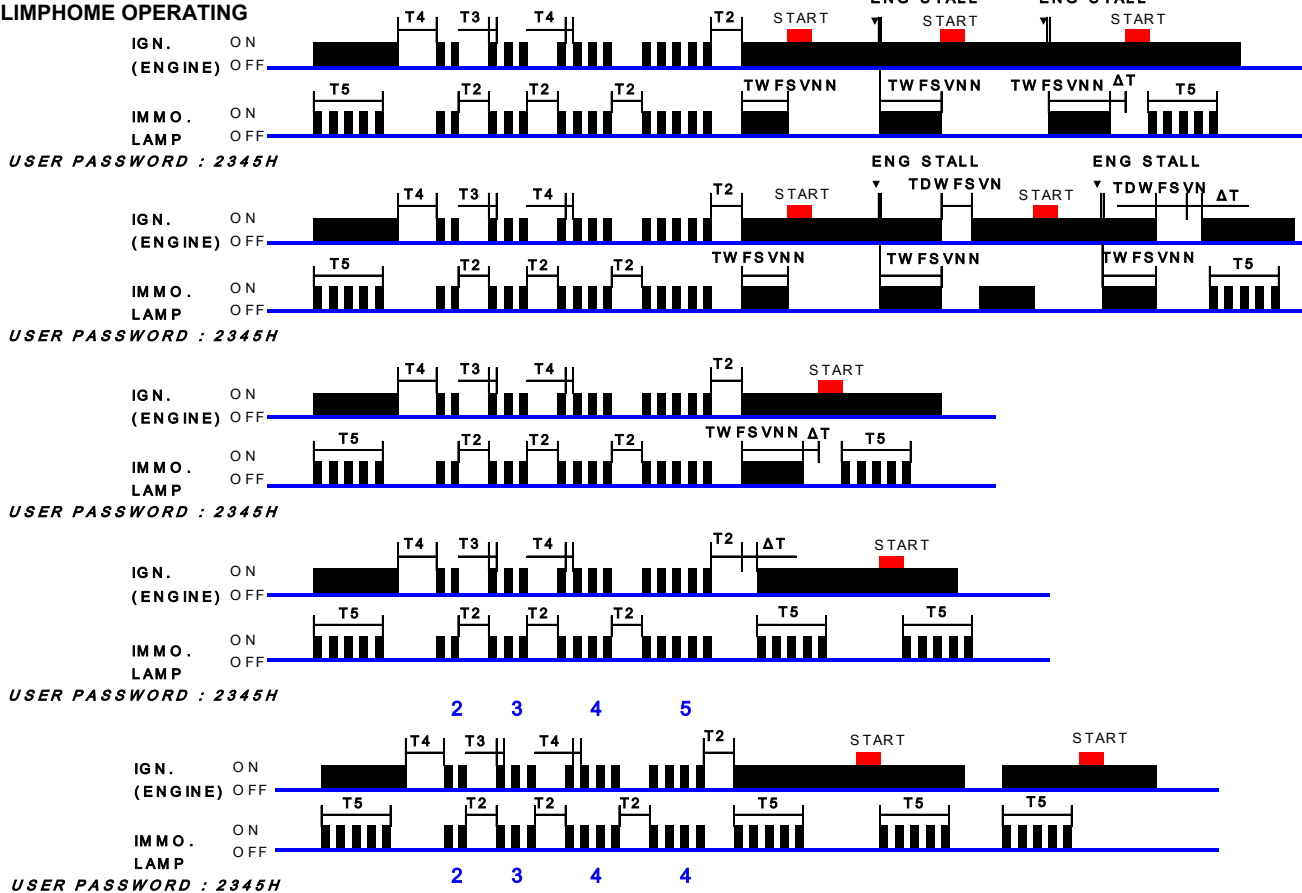 ENG STALL ENG STALL
LIMPHOME OPERATING T4 T3 T4 T2 START START START
IGN. ON
(ENGINE) OFF
T5 T2 T2 T2 TWFSVNN TWFSVNN TWFSVNN ΔT T5
IMMO. ON
LAMP OFF
USER PASSWORD : 2345H
ENG STALL ENG STALL
T4 T3 T4 T2 START TDWFSVN START TDWFSVN ΔT
IGN. ON
(ENGINE) OFF
T5 T2 T2 T2 TWFSVNN TWFSVNN TWFSVNN T5
IMMO. ON
LAMP OFF
USER PASSWORD : 2345H
T4 T3 T4 T2 START
IGN. ON
(ENGINE) OFF
T5 T2 T2 T2 TWFSVNN ΔT T5
IMMO. ON
LAMP OFF
USER PASSWORD : 2345H
T4 T3 T4 T2 ΔT START
IGN. ON
(ENGINE) OFF
T5 T2 T2 T2 T5 T5
IMMO. ON
LAMP OFF
USER PASSWORD : 2345H
2 3 4 5
T4 T3 T4 T2 START START
IGN. ON
(ENGINE) OFF
T5 T2 T2 T2 T5 T5 T5
IMMO. ON
LAMP OFF
2 3 4 4
USER PASSWORD : 2345H